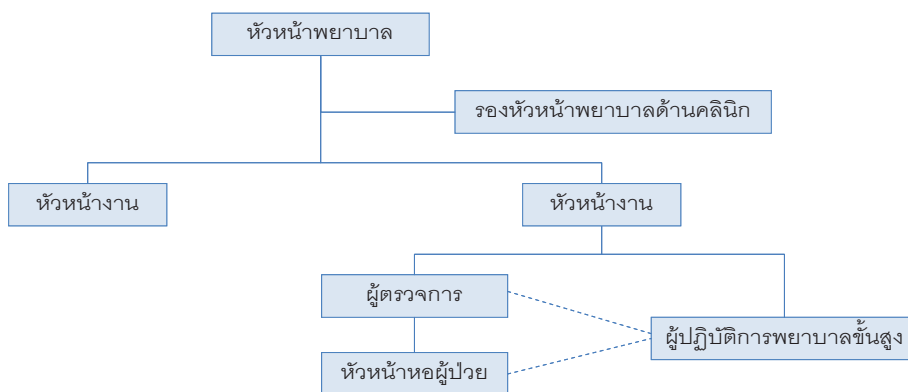 หัวหน้าพยาบาล
รองหัวหน้าพยาบาลด้านคลินิก
หัวหน้างาน
หัวหน้างาน
ผู้ตรวจการ
ผู้ปฏิบัติการพยาบาลขั้นสูง
หัวหน้าหอผู้ป่วย